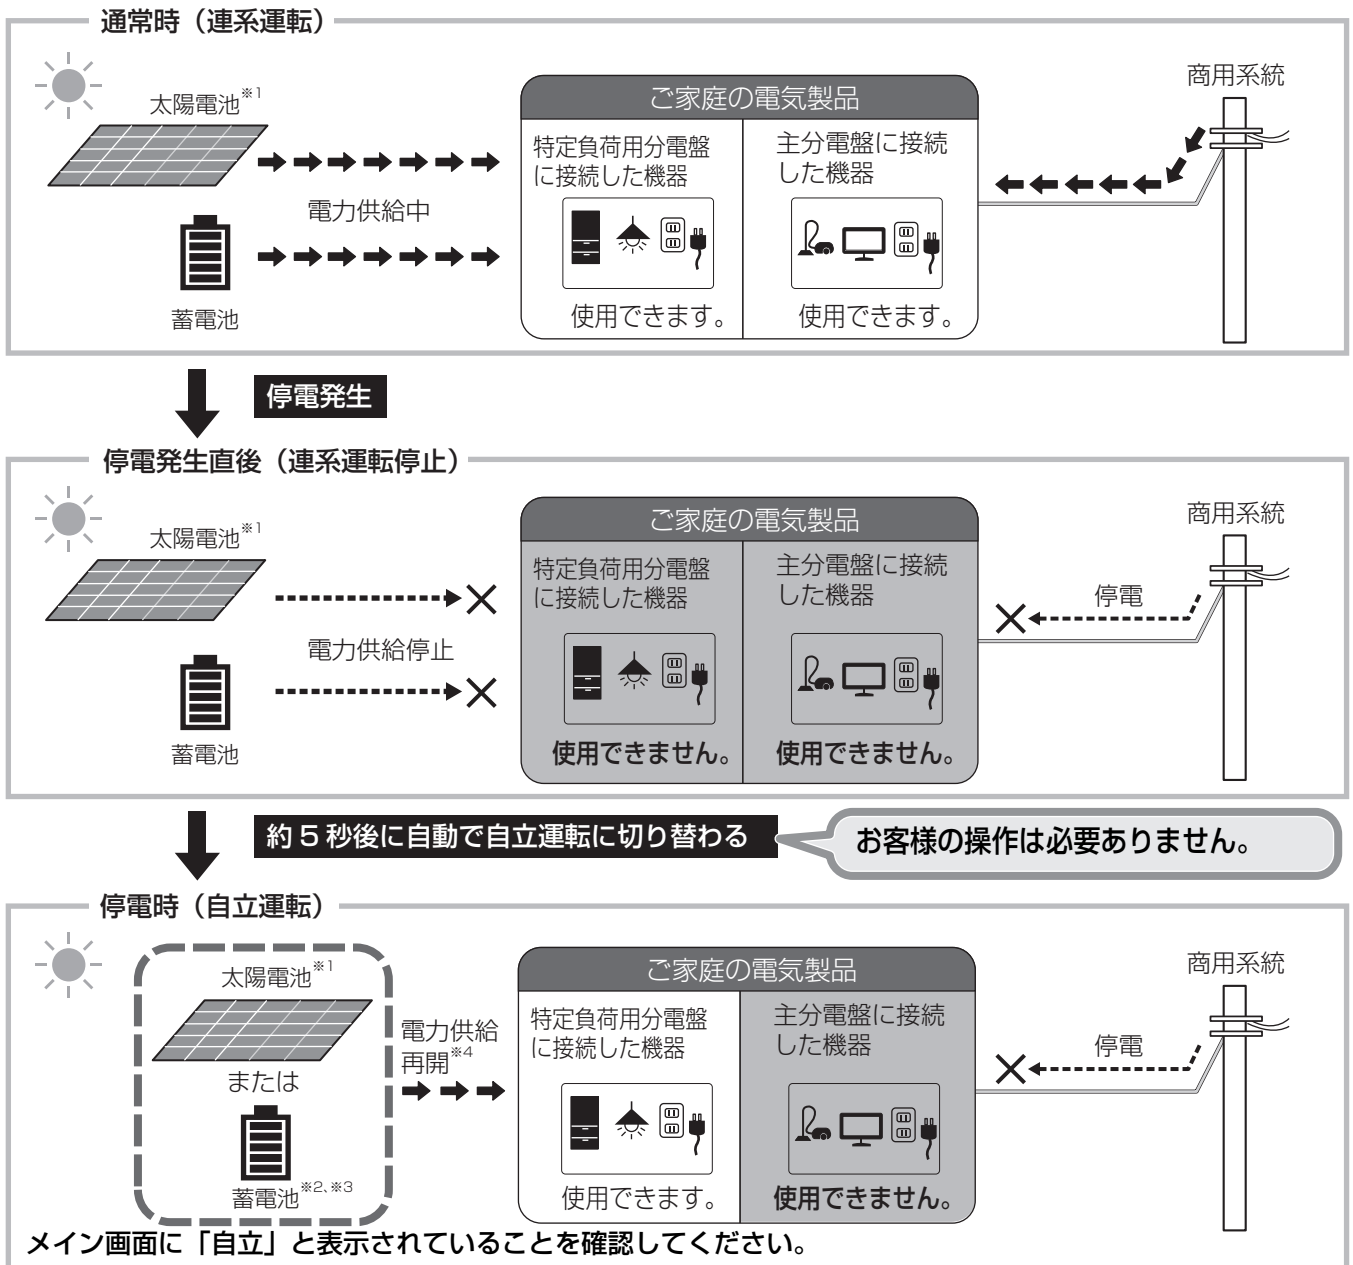 通常時（連系運転）
太陽電池※1
電力供給中
蓄電池
ご家庭の電気製品
特定負荷用分電盤
に接続した機器
使用できます。
主分電盤に接続
した機器
使用できます。
商用系統
停電発生
停電発生直後（連系運転停止）
太陽電池※1
電力供給停止
蓄電池
ご家庭の電気製品
特定負荷用分電盤
に接続した機器
使用できません。
主分電盤に接続
した機器
使用できません。
停電
商用系統
約5秒後に自動で自立運転に切り替わる
お客様の操作は必要ありません。
停電時（自立運転）
太陽電池※1
または
蓄電池※2、※3
電力供給
再開※4
ご家庭の電気製品
特定負荷用分電盤
に接続した機器
使用できます。
主分電盤に接続
した機器
使用できません。
停電
商用系統
メイン画面に「自立」と表示されていることを確認してください。